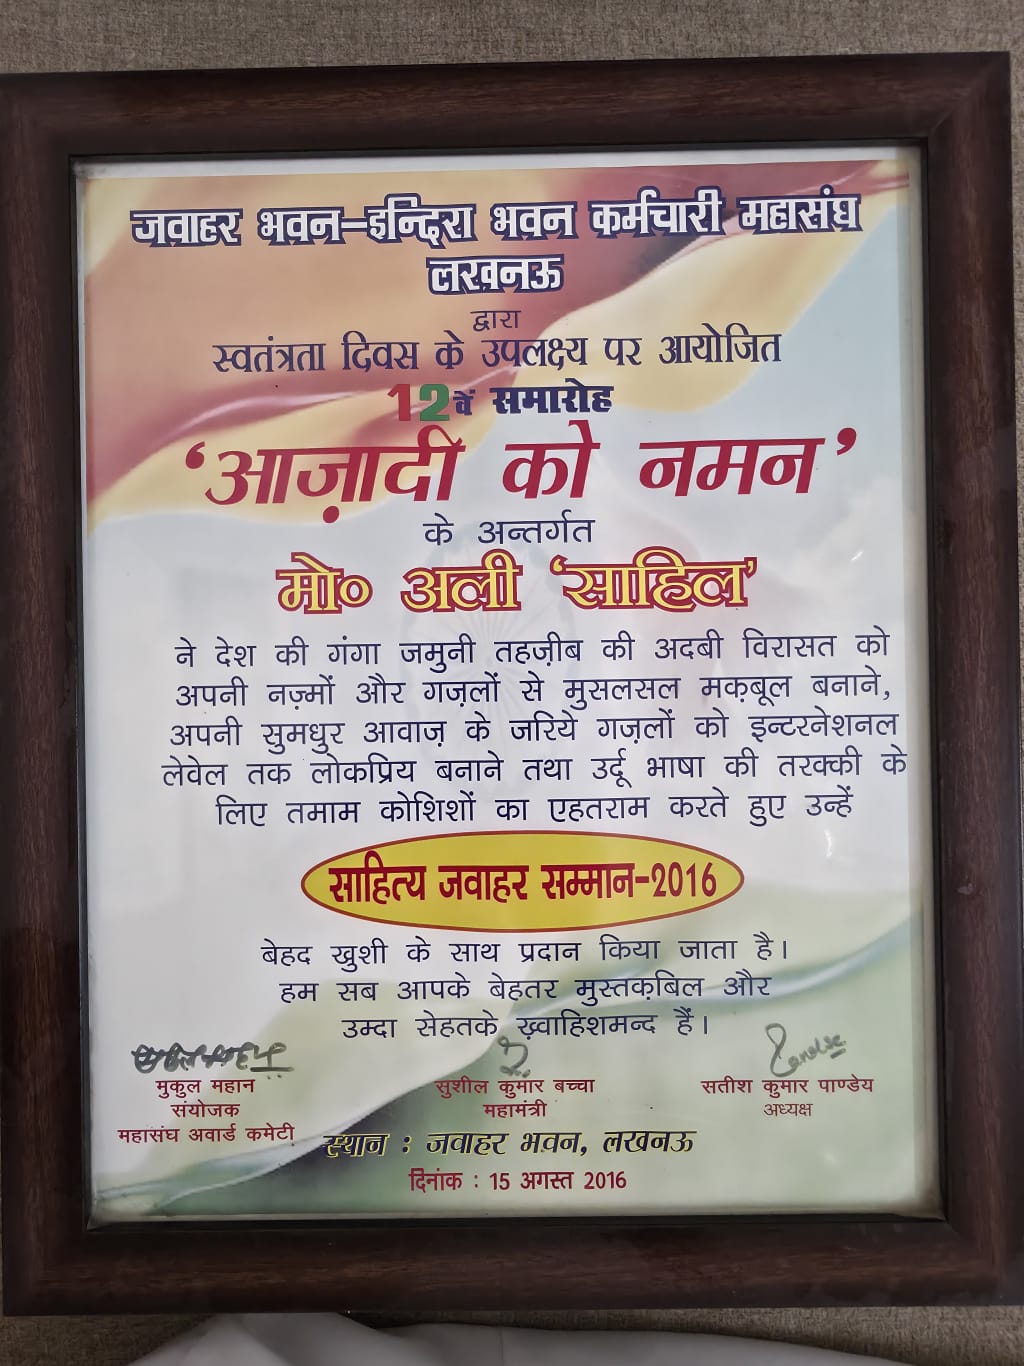 जवाहर भवन–इन्दिरा भवन कर्मचारी महासंघ
लखनऊ
द्वारा
स्वतंत्रता दिवस के उपलक्ष्य पर आयोजित
12वें समारोह
‘आज़ादी को नमन’
के अन्तर्गत
मो० अली ‘साहिल’
ने देश की गंगा जमुनी तहज़ीब की अदबी विरासत को
अपनी नज़्मों और गज़लों से मुसलसल मक़बूल बनाने,
अपनी सुमधुर आवाज़ के जरिये गज़लों को इन्टरनेशनल
लेवेल तक लोकप्रिय बनाने तथा उर्दू भाषा की तरक्की के
लिए तमाम कोशिशों का एहतराम करते हुए उन्हें
साहित्य जवाहर सम्मान-2016
बेहद खुशी के साथ प्रदान किया जाता है।
हम सब आपके बेहतर मुस्तक़बिल और
उम्दा सेहतके ख़्वाहिशमन्द हैं।
मुकुल महान सुशील कुमार बच्चा सतीश कुमार पाण्डेय
संयोजक महामंत्री अध्यक्ष
महासंघ अवार्ड कमेटी
स्थान : जवाहर भवन, लखनऊ
दिनांक : 15 अगस्त 2016